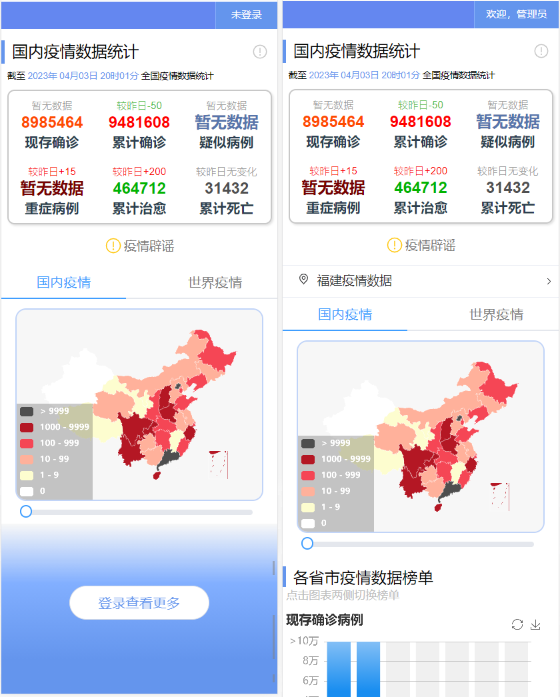 未登录
国内疫情数据统计
截至 2023年 04月03日 20时01分 全国疫情数据统计
暂无数据 较昨日-50 暂无数据
8985464 9481608 暂无数据
现存确诊 累计确诊 疑似病例
较昨日+15 较昨日+200 较昨日无变化
暂无数据 464712 31432
重症病例 累计治愈 累计死亡
疫情辟谣
国内疫情 世界疫情
> 9999
1000 - 9999
100 - 999
10 - 99
1 - 9
0
登录查看更多
欢迎，管理员
国内疫情数据统计
截至 2023年 04月03日 20时01分 全国疫情数据统计
暂无数据 较昨日-50 暂无数据
8985464 9481608 暂无数据
现存确诊 累计确诊 疑似病例
较昨日+15 较昨日+200 较昨日无变化
暂无数据 464712 31432
重症病例 累计治愈 累计死亡
疫情辟谣
福建疫情数据
国内疫情 世界疫情
> 9999
1000 - 9999
100 - 999
10 - 99
1 - 9
0
各省市疫情数据榜单
点击图表两侧切换榜单
现存确诊病例
>10万
8万
6万